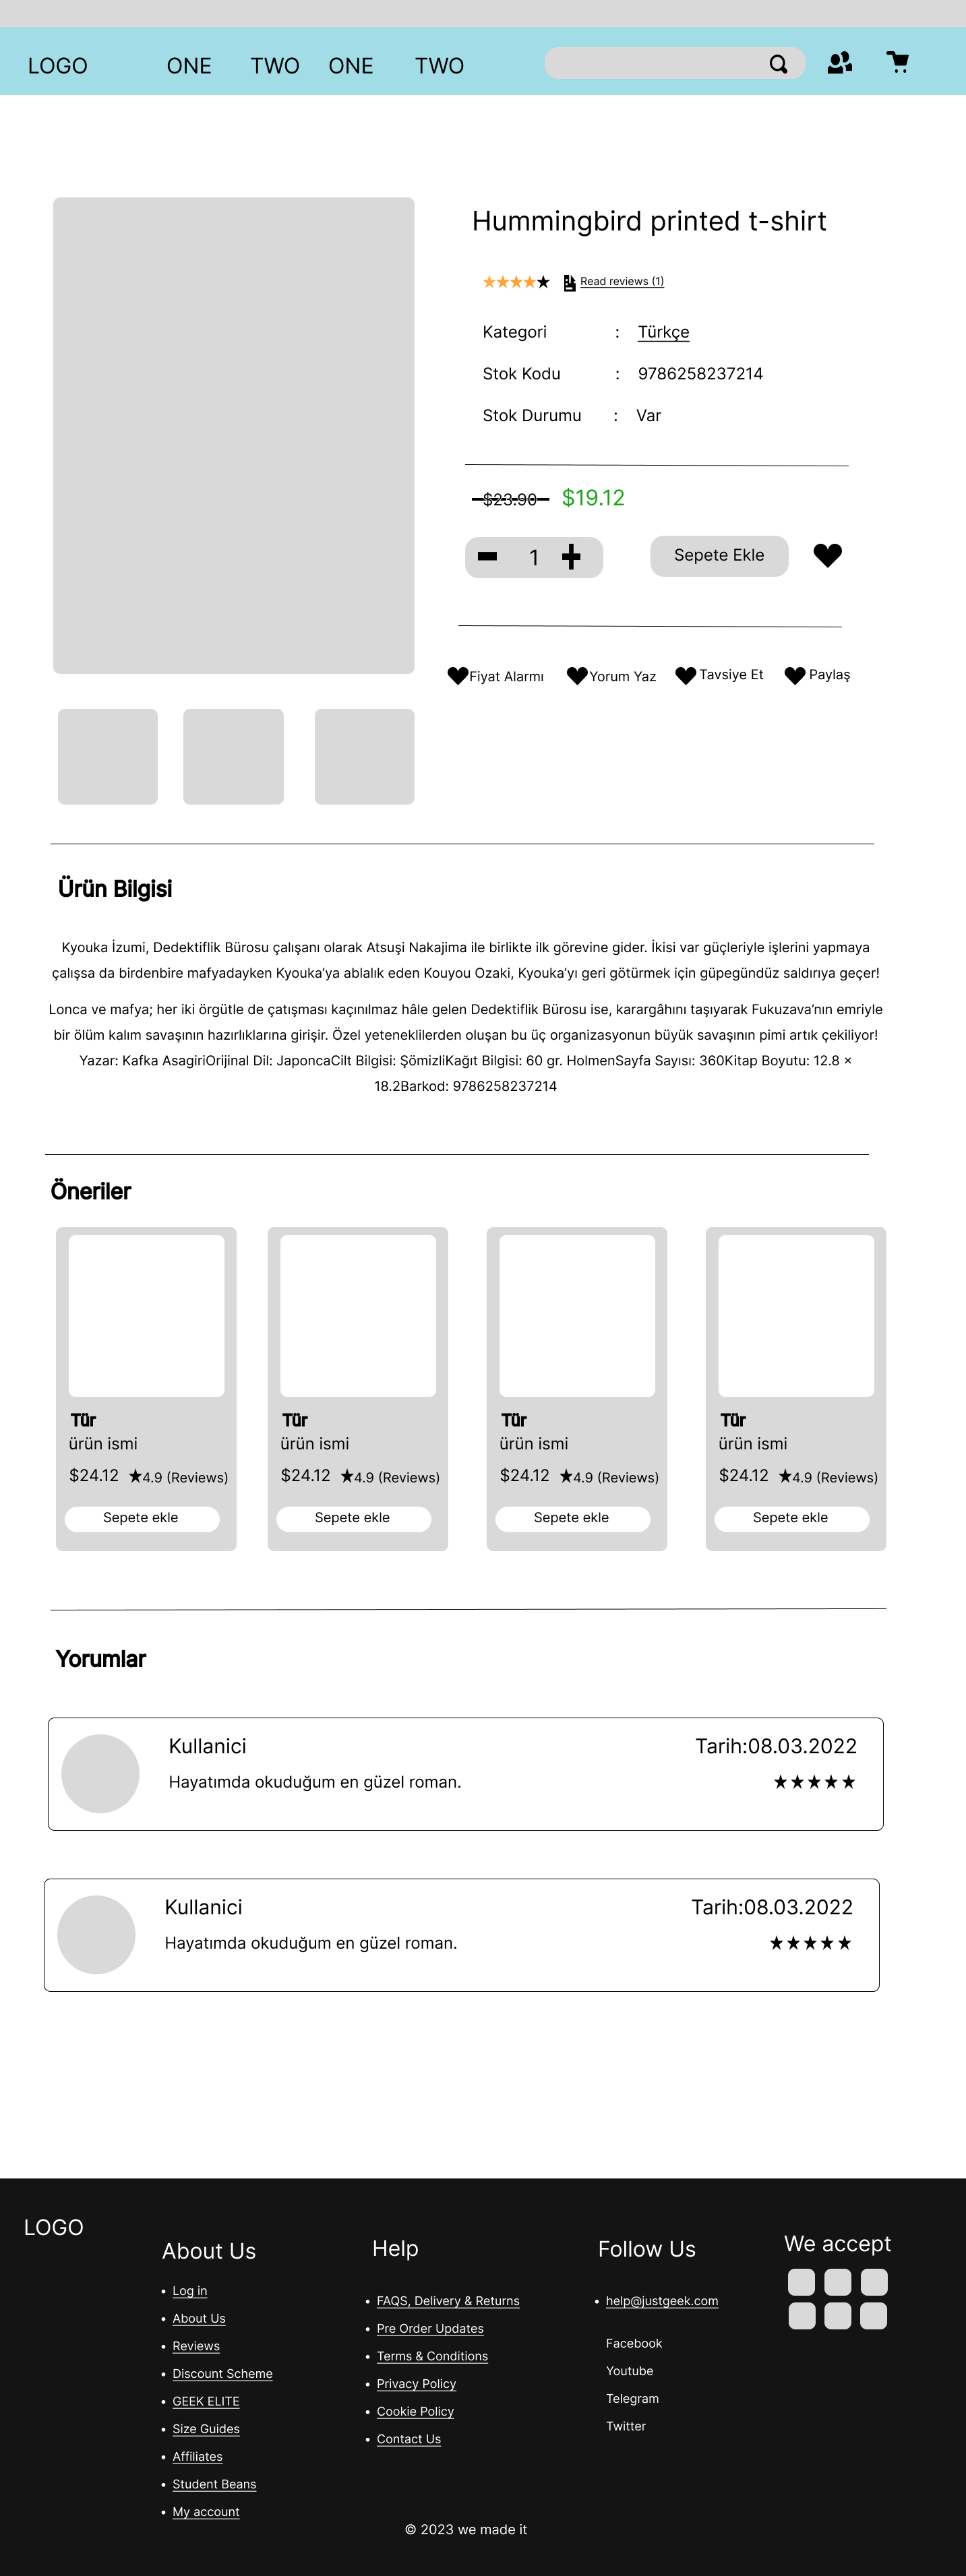 LOGO ONE TWO ONE TWO
Hummingbird printed t-shirt
Read reviews (1)
Kategori : Türkçe
Stok Kodu : 9786258237214
Stok Durumu : Var
$23.90 $19.12
1 Sepete Ekle
Fiyat Alarmı Yorum Yaz Tavsiye Et Paylaş
Ürün Bilgisi
Kyouka İzumi, Dedektiflik Bürosu çalışanı olarak Atsuşi Nakajima ile birlikte ilk görevine gider. İkisi var güçleriyle işlerini yapmaya
çalışsa da birdenbire mafyadayken Kyouka’ya ablalık eden Kouyou Ozaki, Kyouka’yı geri götürmek için güpegündüz saldırıya geçer!
Lonca ve mafya; her iki örgütle de çatışması kaçınılmaz hâle gelen Dedektiflik Bürosu ise, karargâhını taşıyarak Fukuzava’nın emriyle
bir ölüm kalım savaşının hazırlıklarına girişir. Özel yeteneklilerden oluşan bu üç organizasyonun büyük savaşının pimi artık çekiliyor!
Yazar: Kafka AsagiriOrijinal Dil: JaponcaCilt Bilgisi: ŞömizliKağıt Bilgisi: 60 gr. HolmenSayfa Sayısı: 360Kitap Boyutu: 12.8 ×
18.2Barkod: 9786258237214
Öneriler
Tür Tür Tür Tür
ürün ismi ürün ismi ürün ismi ürün ismi
$24.12 4.9 (Reviews) $24.12 4.9 (Reviews) $24.12 4.9 (Reviews) $24.12 4.9 (Reviews)
Sepete ekle Sepete ekle Sepete ekle Sepete ekle
Yorumlar
Kullanici Tarih:08.03.2022
Hayatımda okuduğum en güzel roman.
Kullanici Tarih:08.03.2022
Hayatımda okuduğum en güzel roman.
LOGO
About Us
Log in
About Us
Reviews
Discount Scheme
GEEK ELITE
Size Guides
Affiliates
Student Beans
My account
Help
FAQS, Delivery & Returns
Pre Order Updates
Terms & Conditions
Privacy Policy
Cookie Policy
Contact Us
Follow Us
help@justgeek.com
Facebook
Youtube
Telegram
Twitter
We accept
© 2023 we made it